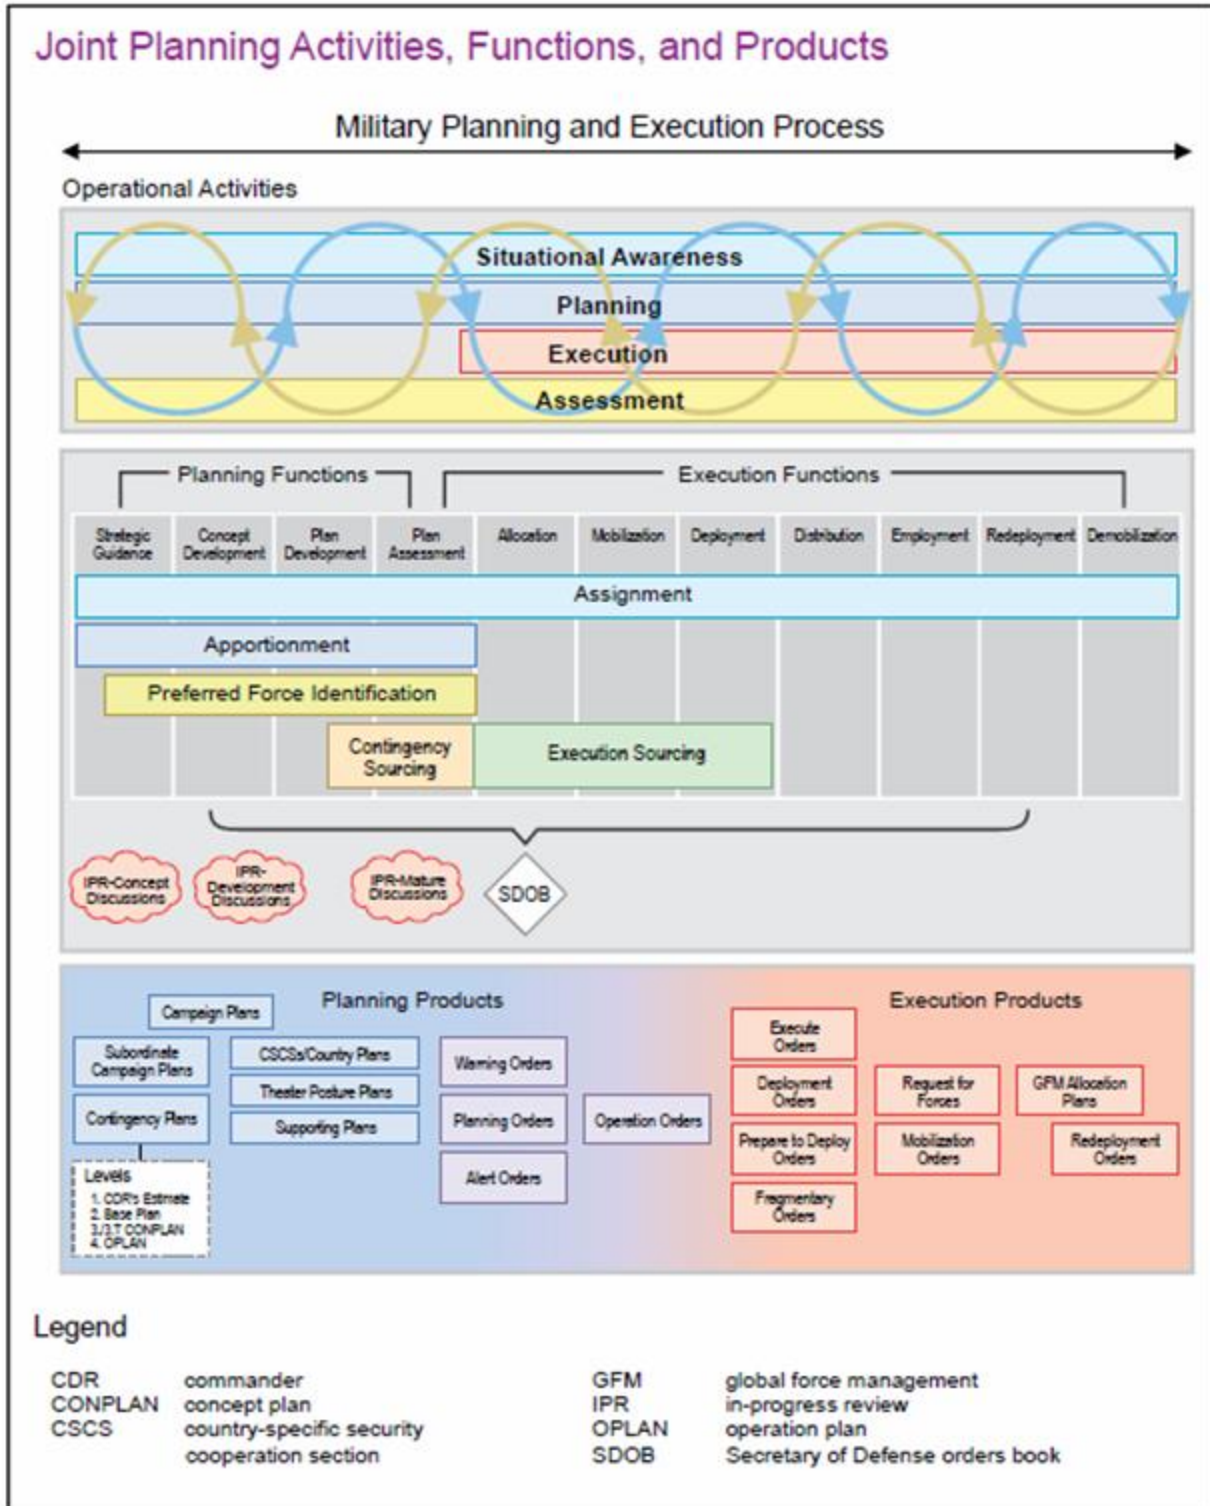 Joint Planning Activities, Functions, and Products
Military Planning and Execution Process
Operational Activities
Situational Awareness
Planning
Execution
Assessment
Planning Functions
Execution Functions
Strategic
Guidance
Concept
Development
Plan
Development
Plan
Assessment
Allocation
Mobilization
Deployment
Distribution
Employment
Redeployment
Demobilization
Assignment
Apportionment
Preferred Force Identification
Contingency
Sourcing
Execution Sourcing
IPR-Concept
Discussions
IPR-
Development
Discussions
IPR-Mature
Discussions
SDOB
Planning Products
Execution Products
Campaign Plans
Subordinate
Campaign Plans
Contingency Plans
Levels
1. CDR's Estimate
2. Base Plan
3./3.T CONPLAN
4. OPLAN
CSCSs/Country Plans
Theater Posture Plans
Supporting Plans
Warning Orders
Planning Orders
Alert Orders
Operation Orders
Execute
Orders
Deployment
Orders
Prepare to Deploy
Orders
Fragmentary
Orders
Request for
Forces
Mobilization
Orders
GFM Allocation
Plans
Redeployment
Orders
Legend
CDR commander
CONPLAN concept plan
CSCS country-specific security
cooperation section
GFM global force management
IPR in-progress review
OPLAN operation plan
SDOB Secretary of Defense orders book